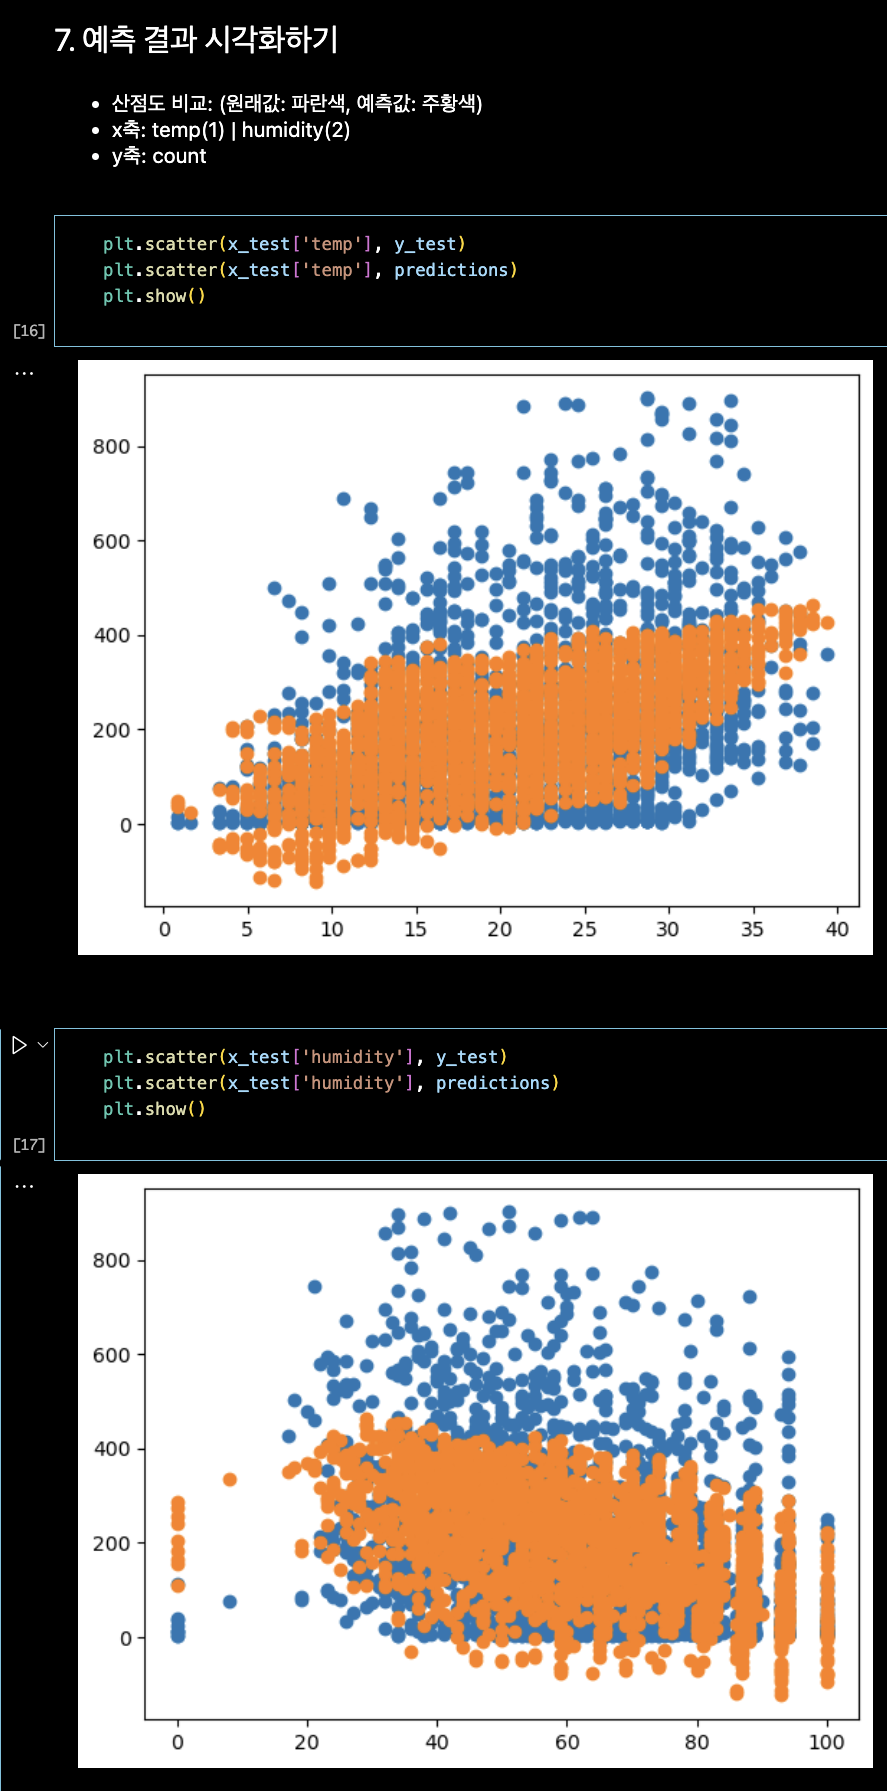 7. 예측 결과 시각화하기
• 산점도 비교: (원래값: 파란색, 예측값: 주황색)
• x축: temp(1) | humidity(2)
• y축: count
plt.scatter(x_test['temp'], y_test)
plt.scatter(x_test['temp'], predictions)
plt.show()
[16]
...
800
600
400
200
0
0 5 10 15 20 25 30 35 40
plt.scatter(x_test['humidity'], y_test)
plt.scatter(x_test['humidity'], predictions)
plt.show()
[17]
...
800
600
400
200
0
0 20 40 60 80 100